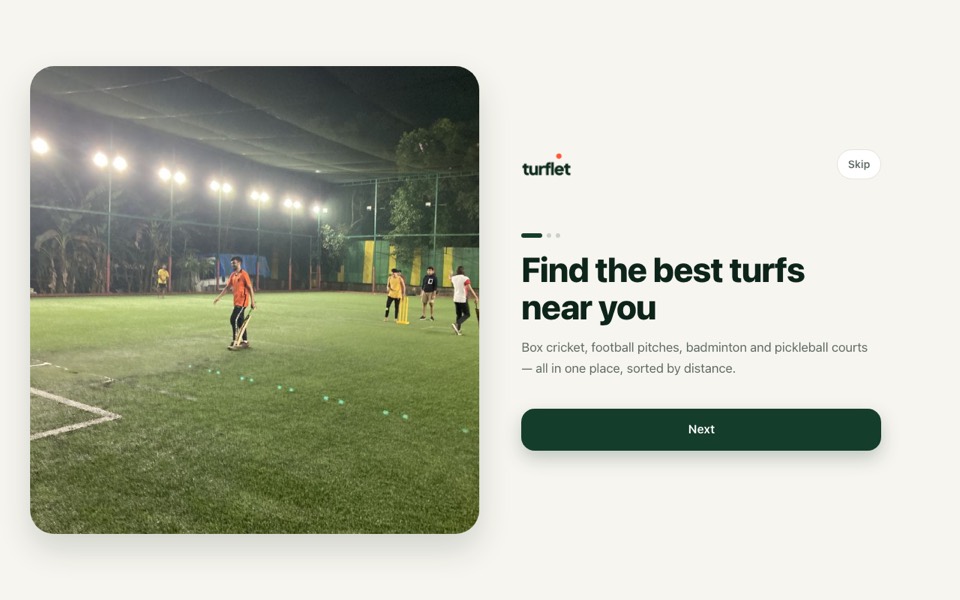 turflet
Skip
Find the best turfs
near you
Box cricket, football pitches, badminton and pickleball courts
— all in one place, sorted by distance.
Next